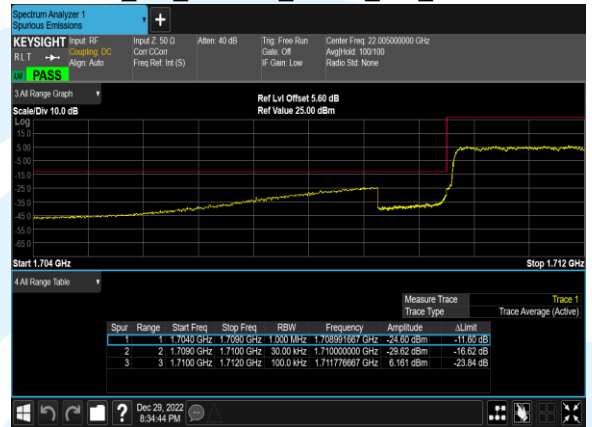 Spectrum Analyzer 1
Spurious Emissions
+
KEYSIGHT Input: RF Input Z: 50 Ω Atten: 40 dB Trig: Free Run Center Freq: 22.005000000 GHz
RLT Coupling: DC Corr CCorr Gate: Off Avg|Hold: 100/100
Align: Auto Freq Ref: Int (S) IF Gain: Low Radio Std: None
PASS
3 All Range Graph
Ref Lvl Offset 5.60 dB
Scale/Div 10.0 dB Ref Value 25.00 dBm
Log
15.0
5.00
-5.00
-15.0
-25.0
-35.0
-45.0
-55.0
-65.0
Start 1.704 GHz Stop 1.712 GHz
4 All Range Table
Measure Trace Trace 1
Trace Type Trace Average (Active)
Spur Range Start Freq Stop Freq RBW Frequency Amplitude ΔLimit
1 1 1.7040 GHz 1.7090 GHz 1.000 MHz 1.708991667 GHz -24.60 dBm -11.60 dB
2 2 1.7090 GHz 1.7100 GHz 30.00 kHz 1.710000000 GHz -29.62 dBm -16.62 dB
3 3 1.7100 GHz 1.7120 GHz 100.0 kHz 1.711776667 GHz 6.161 dBm -23.84 dB
? Dec 29, 2022
8:34:44 PM